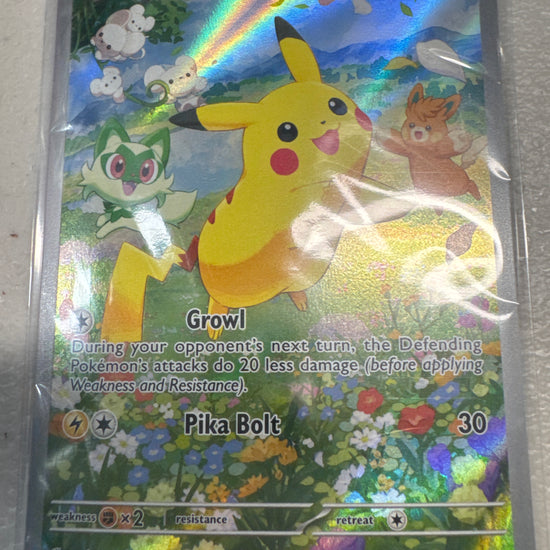 Growl
During your opponent's next turn, the Defending
Pokémon's attacks do 20 less damage (before applying
Weakness and Resistance).
Pika Bolt 30
weakness ×2 resistance retreat